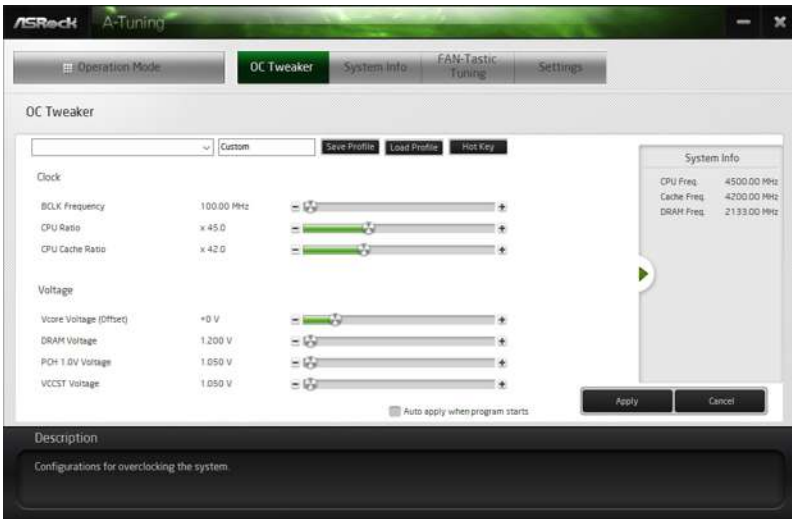 ASRock A-Tuning
Operation Mode
OC Tweaker
System Info
FAN-Tastic
Tuning
Settings
OC Tweaker
Custom
Save Profile
Load Profile
Hot Key
Clock
BCLK Frequency 100.00 MHz
CPU Ratio x 45.0
CPU Cache Ratio x 42.0
Voltage
Vcore Voltage (Offset) +0 V
DRAM Voltage 1.200 V
PCH 1.0V Voltage 1.050 V
VCCST Voltage 1.050 V
Auto apply when program starts
System Info
CPU Freq. 4500.00 MHz
Cache Freq. 4200.00 MHz
DRAM Freq. 2133.00 MHz
Apply
Cancel
Description
Configurations for overclocking the system.